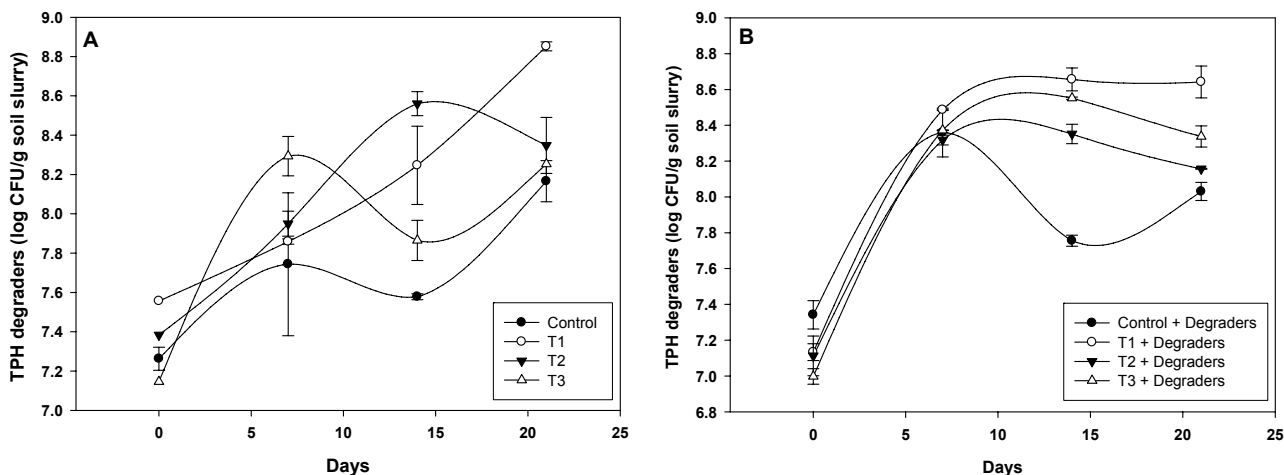 A
TPH degraders (log CFU/g soil slurry)
9.0
8.8
8.6
8.4
8.2
8.0
7.8
7.6
7.4
7.2
7.0
0
5
10
15
20
25
Days
Control
T1
T2
T3
B
TPH degraders (log CFU/g soil slurry)
9.0
8.8
8.6
8.4
8.2
8.0
7.8
7.6
7.4
7.2
7.0
6.8
0
5
10
15
20
25
Days
Control + Degraders
T1 + Degraders
T2 + Degraders
T3 + Degraders